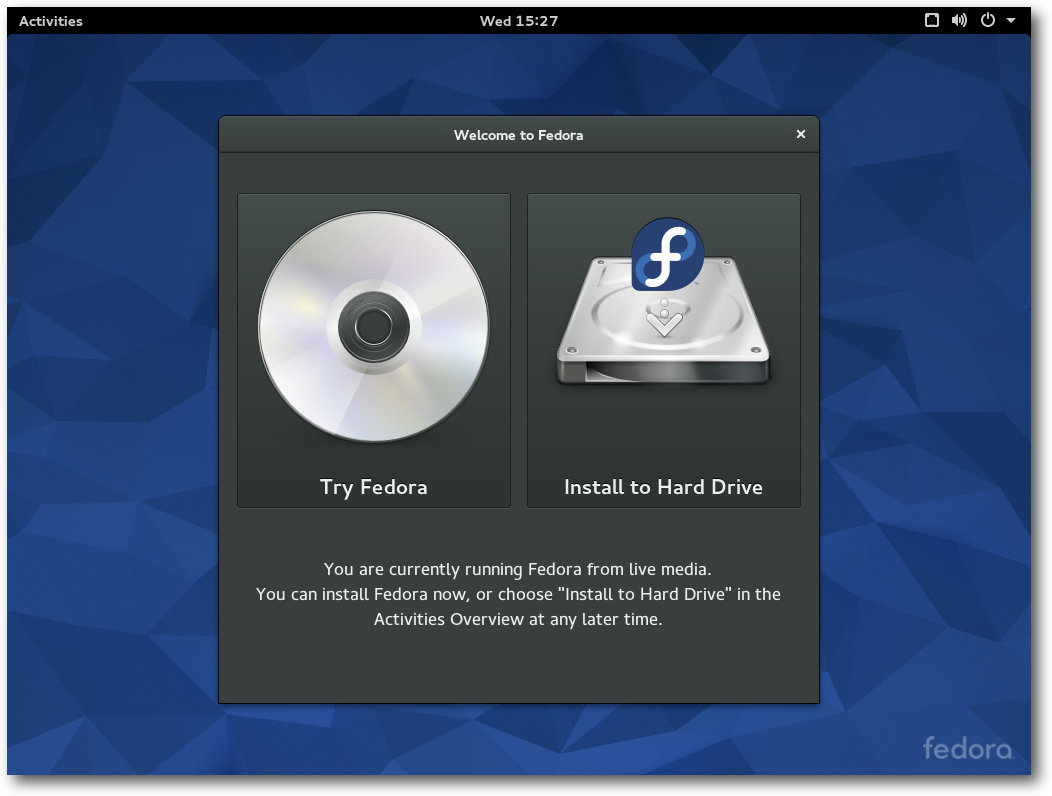 Activities
Wed 15:27
Welcome to Fedora
Try Fedora
Install to Hard Drive
You are currently running Fedora from live media.
You can install Fedora now, or choose "Install to Hard Drive" in the
Activities Overview at any later time.
fedora